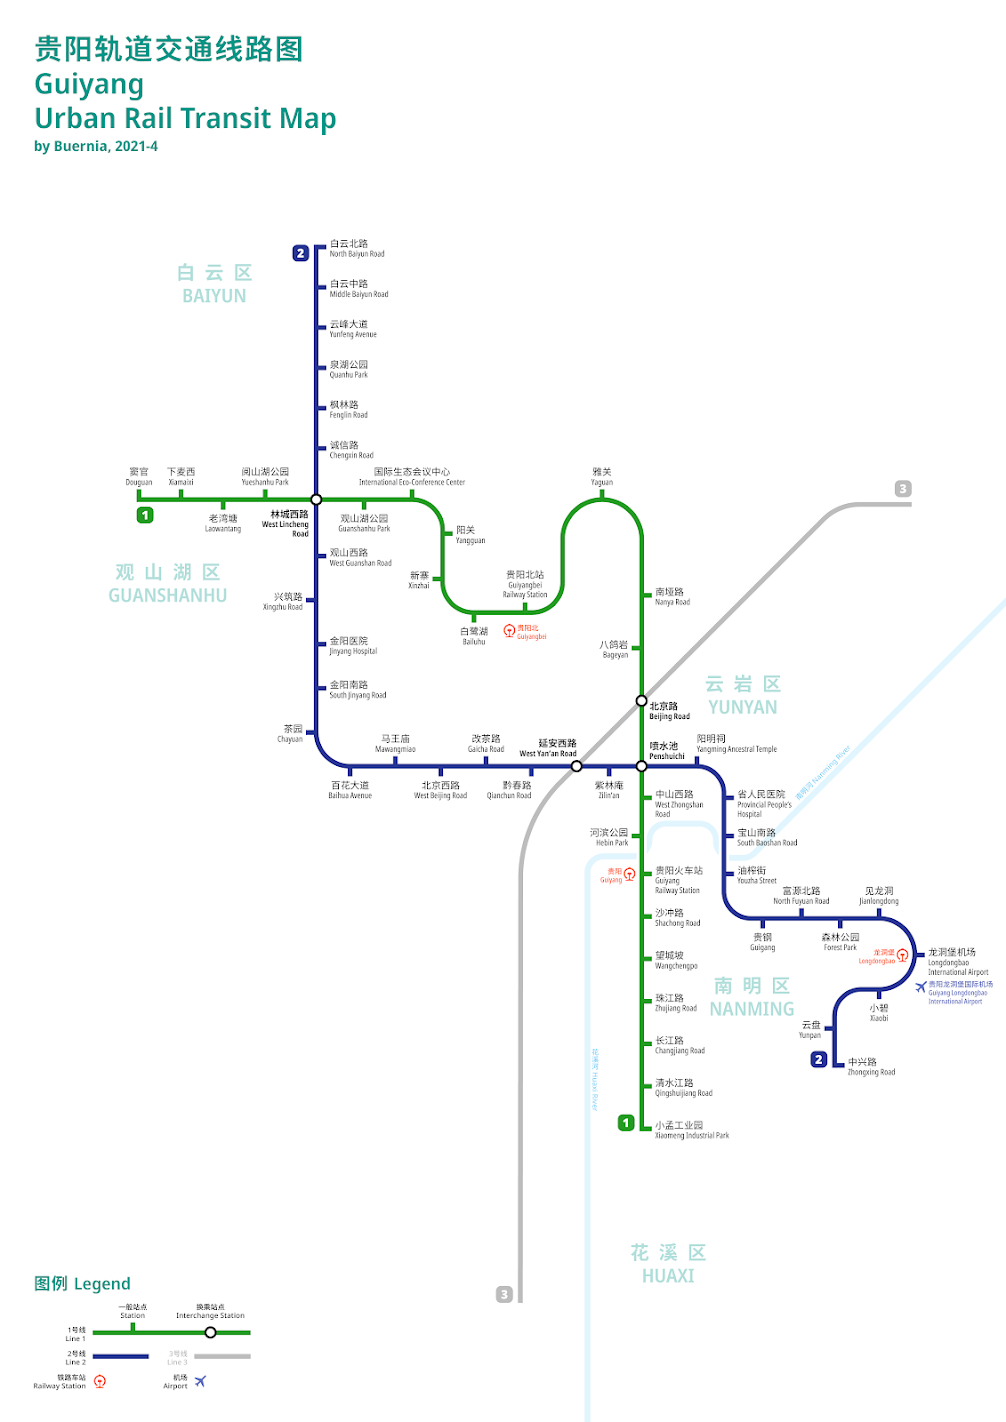 贵阳轨道交通线路图
Guiyang
Urban Rail Transit Map
by Buernia, 2021-4
2
白云北路
North Baiyun Road
白云区
BAIYUN
白云中路
Middle Baiyun Road
云峰大道
Yunfeng Avenue
泉湖公园
Quanhu Park
枫林路
Fenglin Road
诚信路
Chengxin Road
窦官
Douguan
下麦西
Xiamaixi
阅山湖公园
Yueshanhu Park
国际生态会议中心
International Eco-Conference Center
雅关
Yaguan
3
1
老湾塘
Laowantang
林城西路
West Lincheng
Road
观山湖公园
Guanshanhu Park
阳关
Yangguan
观山西路
West Guanshan Road
观山湖区
GUANSHANHU
新寨
Xinzhai
贵阳北站
Guiyangbei
Railway Station
兴筑路
Xingzhu Road
南垭路
Nanya Road
白鹭湖
Bailuhu
贵阳北
Guiyangbei
金阳医院
Jinyang Hospital
八鸽岩
Bageyan
金阳南路
South Jinyang Road
云岩区
YUNYAN
北京路
Beijing Road
茶园
Chayuan
马王庙
Mawangmiao
改茶路
Gaicha Road
延安西路
West Yan'an Road
喷水池
Penshuichi
阳明祠
Yangming Ancestral Temple
南明河 Nanming River
百花大道
Baihua Avenue
北京西路
West Beijing Road
黔春路
Qianchun Road
紫林庵
Zilin'an
中山西路
West Zhongshan
Road
省人民医院
Provincial People's
Hospital
河滨公园
Hebin Park
宝山南路
South Baoshan Road
贵阳
Guiyang
贵阳火车站
Guiyang
Railway Station
油榨街
Youzha Street
富源北路
North Fuyuan Road
见龙洞
Jianlongdong
沙冲路
Shachong Road
贵钢
Guigang
森林公园
Forest Park
龙洞堡
Longdongbao
龙洞堡机场
Longdongbao
International Airport
贵阳龙洞堡国际机场
Guiyang Longdongbao
International Airport
望城坡
Wangchengpo
南明区
NANMING
珠江路
Zhujiang Road
小碧
Xiaobi
云盘
Yunpan
长江路
Changjiang Road
2
中兴路
Zhongxing Road
花溪河 Huaxi River
清水江路
Qingshuijiang Road
1
小孟工业园
Xiaomeng Industrial Park
花溪区
HUAXI
3
图例 Legend
一般站点
Station
换乘站点
Interchange Station
1号线
Line 1
2号线
Line 2
3号线
Line 3
铁路车站
Railway Station
机场
Airport